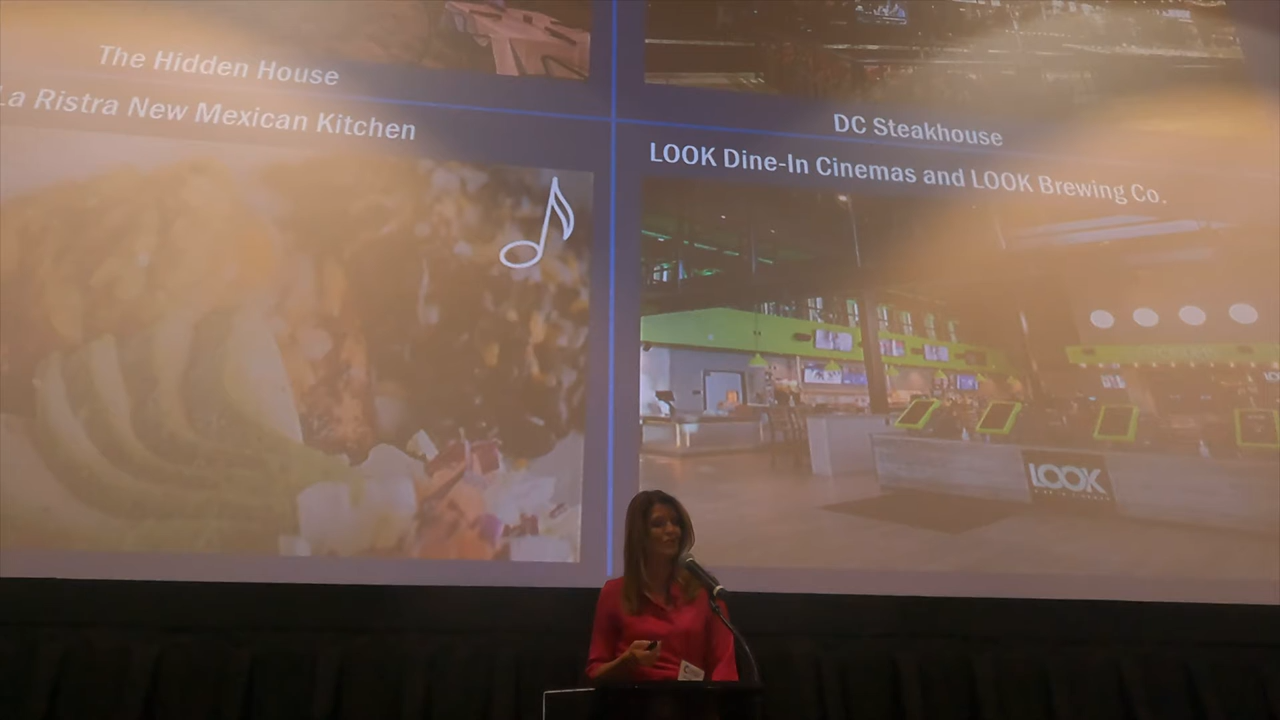 The Hidden House
La Ristra New Mexican Kitchen
DC Steakhouse
LOOK Dine-In Cinemas and LOOK Brewing Co.
LOOK